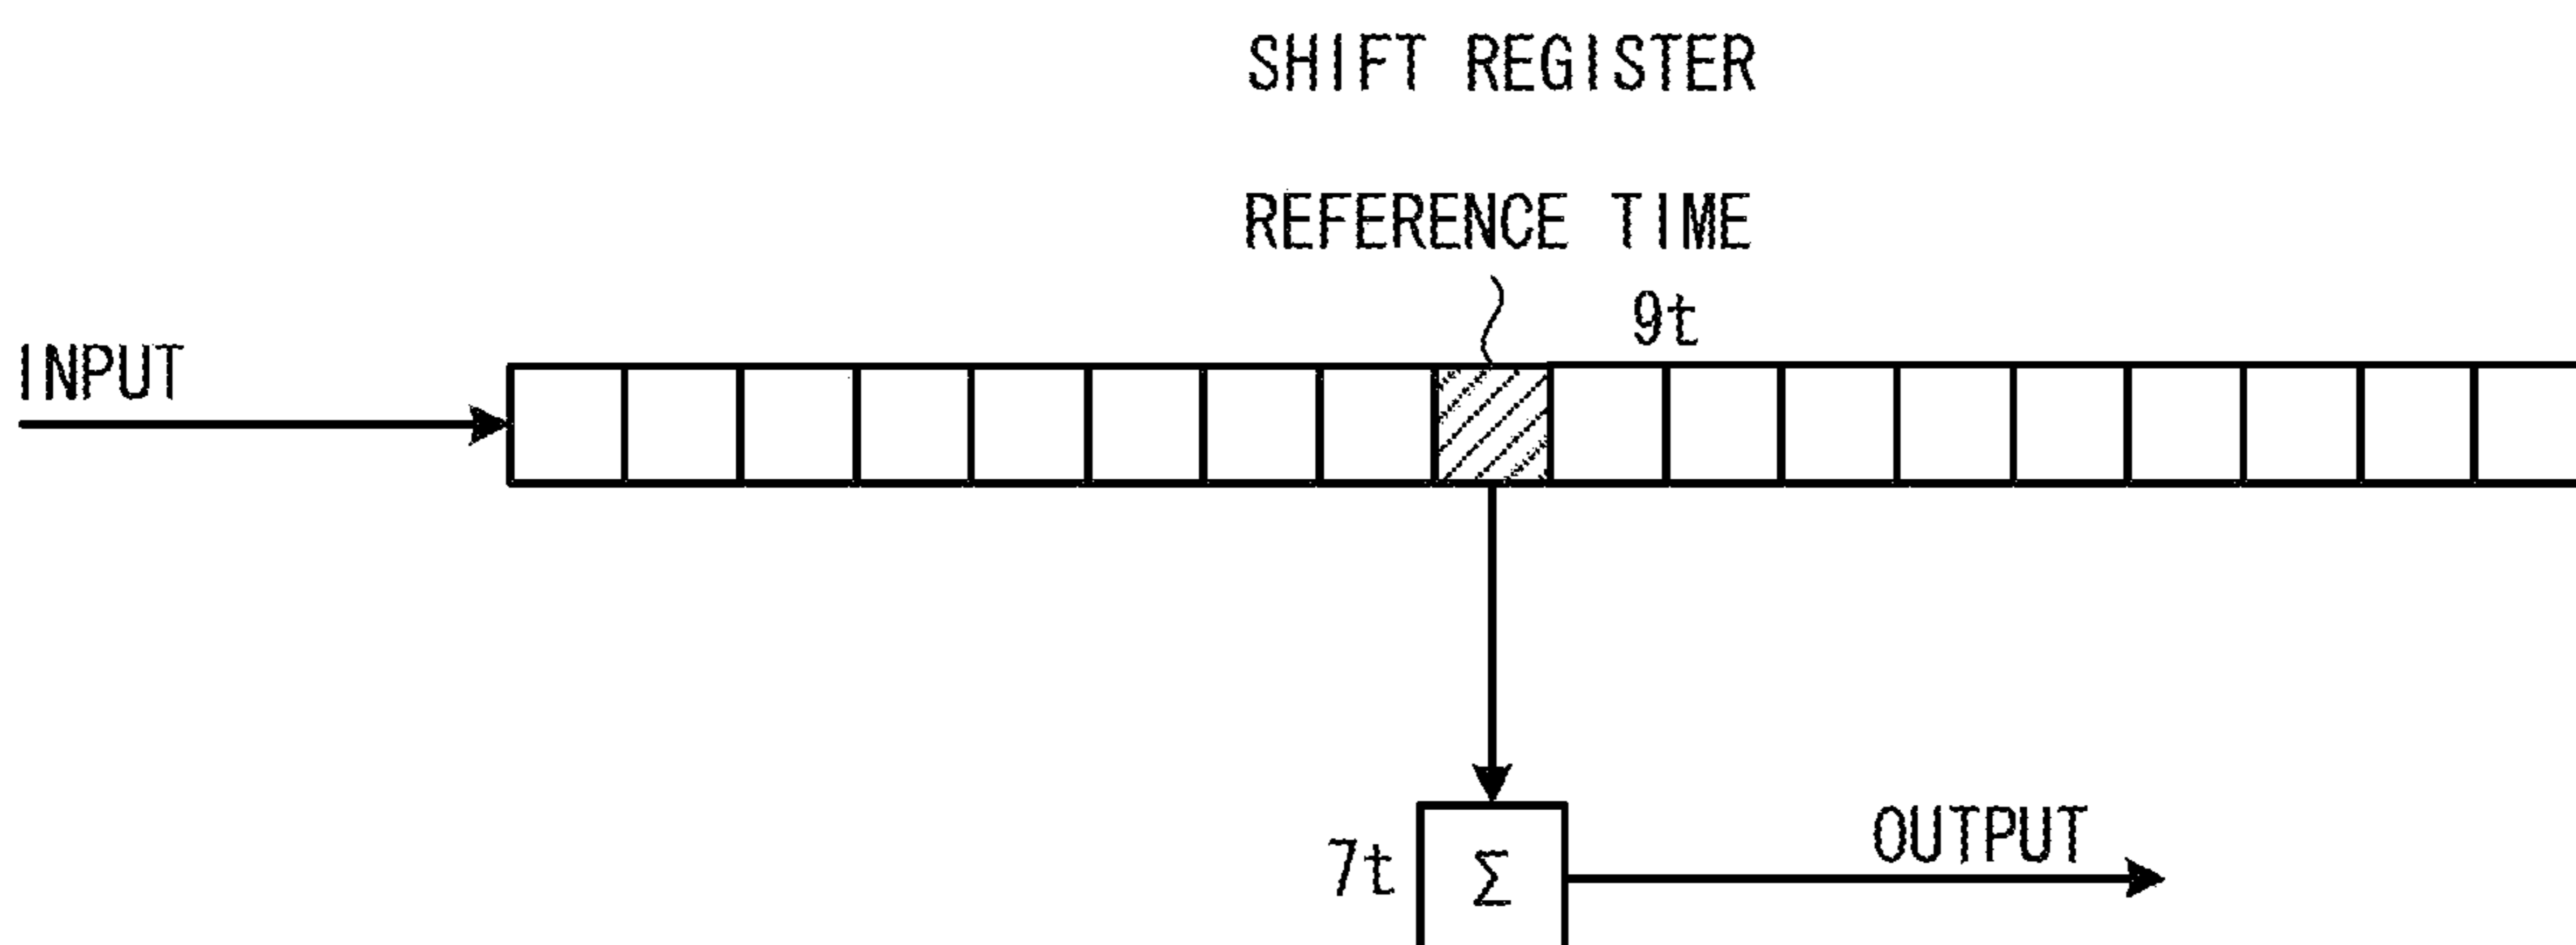 SHIFT REGISTER
REFERENCE TIME
9t
INPUT
OUTPUT
7t
Σ